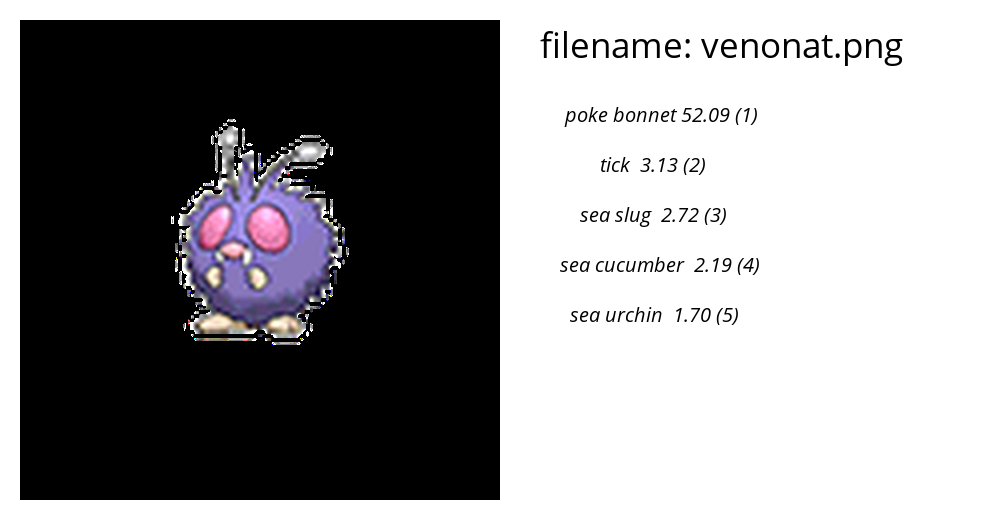 filename: venonat.png
poke bonnet 52.09 (1)
tick 3.13 (2)
sea slug 2.72 (3)
sea cucumber 2.19 (4)
sea urchin 1.70 (5)